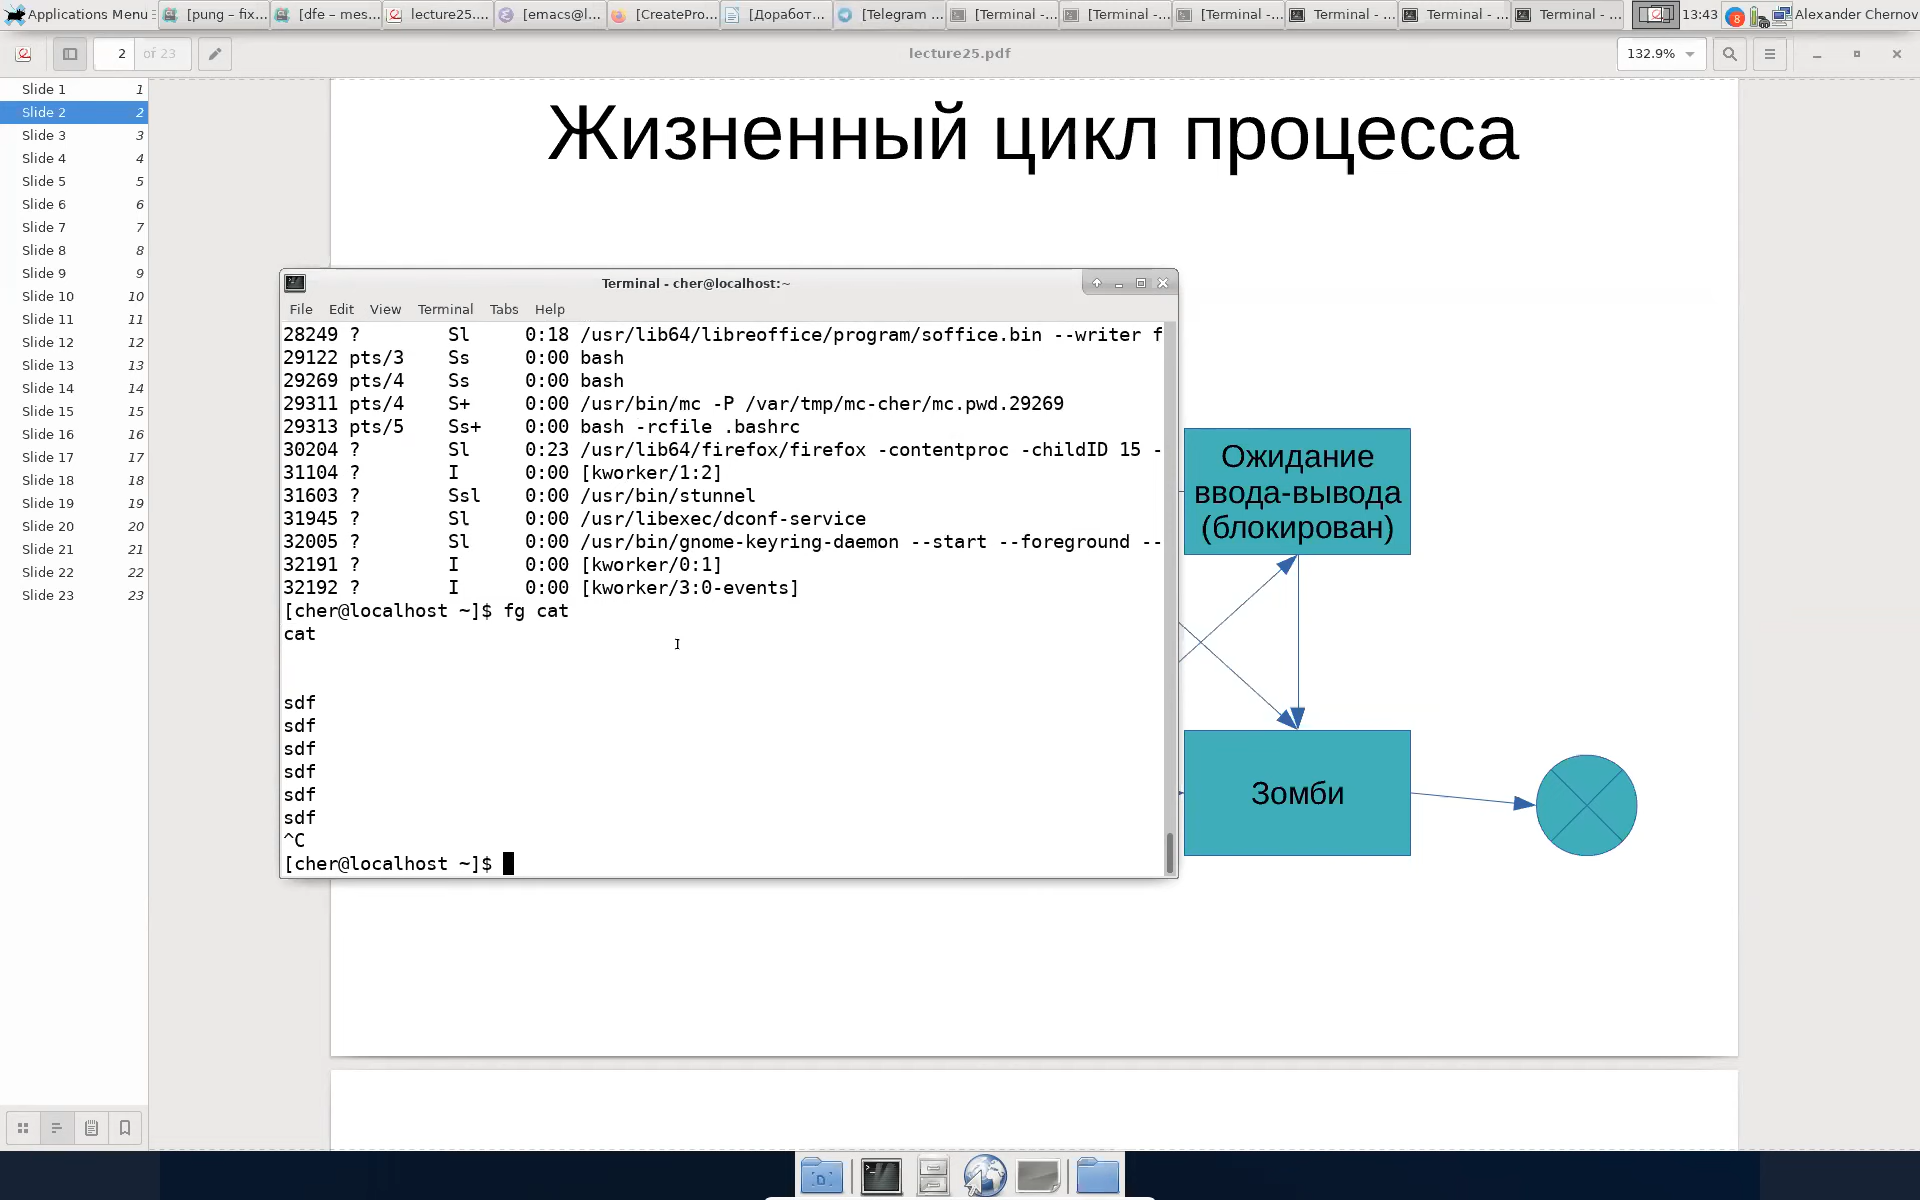 Applications Menu [pung – fix... [dfe – mes... lecture25.... [emacs@l... [CreatePro... [Доработ... [Telegram ... [Terminal -... [Terminal -... [Terminal -... Terminal - ... Terminal - ... Terminal - ... 13:43 8 Alexander Chernov
2 of 23 lecture25.pdf 132.9%
Slide 1 1
Slide 2 2
Slide 3 3
Slide 4 4
Slide 5 5
Slide 6 6
Slide 7 7
Slide 8 8
Slide 9 9
Slide 10 10
Slide 11 11
Slide 12 12
Slide 13 13
Slide 14 14
Slide 15 15
Slide 16 16
Slide 17 17
Slide 18 18
Slide 19 19
Slide 20 20
Slide 21 21
Slide 22 22
Slide 23 23
Жизненный цикл процесса
Terminal - cher@localhost:~
File Edit View Terminal Tabs Help
28249 ? Sl 0:18 /usr/lib64/libreoffice/program/soffice.bin --writer f
29122 pts/3 Ss 0:00 bash
29269 pts/4 Ss 0:00 bash
29311 pts/4 S+ 0:00 /usr/bin/mc -P /var/tmp/mc-cher/mc.pwd.29269
29313 pts/5 Ss+ 0:00 bash -rcfile .bashrc
30204 ? Sl 0:23 /usr/lib64/firefox/firefox -contentproc -childID 15 -
31104 ? I 0:00 [kworker/1:2]
31603 ? Ssl 0:00 /usr/bin/stunnel
31945 ? Sl 0:00 /usr/libexec/dconf-service
32005 ? Sl 0:00 /usr/bin/gnome-keyring-daemon --start --foreground --
32191 ? I 0:00 [kworker/0:1]
32192 ? I 0:00 [kworker/3:0-events]
[cher@localhost ~]$ fg cat
cat
sdf
sdf
sdf
sdf
sdf
sdf
^C
[cher@localhost ~]$
Ожидание
ввода-вывода
(блокирован)
Зомби